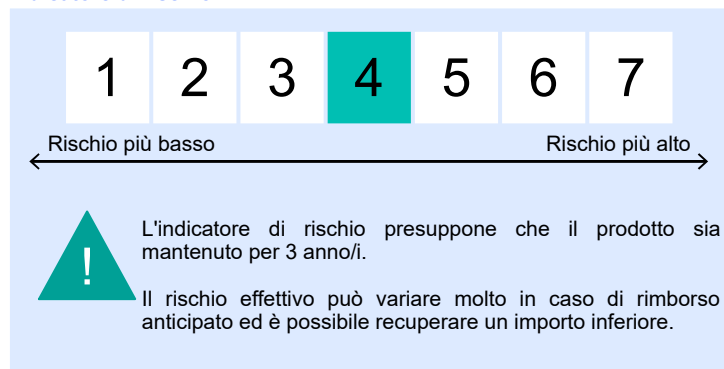 1 2 3 4 5 6 7
Rischio più basso Rischio più alto
!
L'indicatore di rischio presuppone che il prodotto sia
mantenuto per 3 anno/i.
Il rischio effettivo può variare molto in caso di rimborso
anticipato ed è possibile recuperare un importo inferiore.